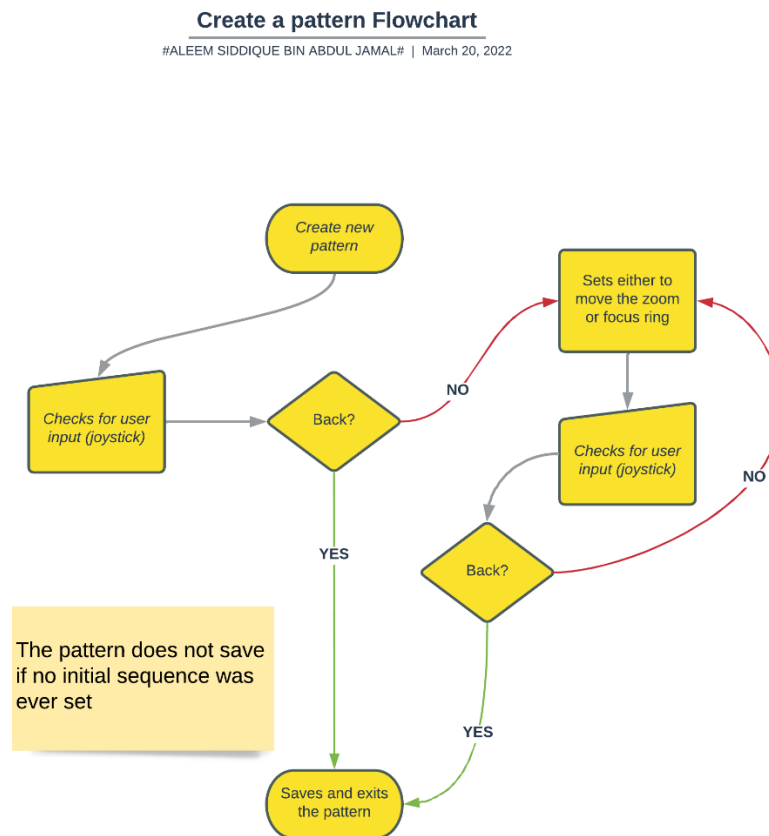 Create a pattern Flowchart
#ALEEM SIDDIQUE BIN ABDUL JAMAL# | March 20, 2022
Create new
pattern
Sets either to
move the zoom
or focus ring
Checks for user
input (joystick)
Back?
NO
Checks for user
input (joystick)
NO
YES
Back?
The pattern does not save
if no initial sequence was
ever set
YES
Saves and exits
the pattern